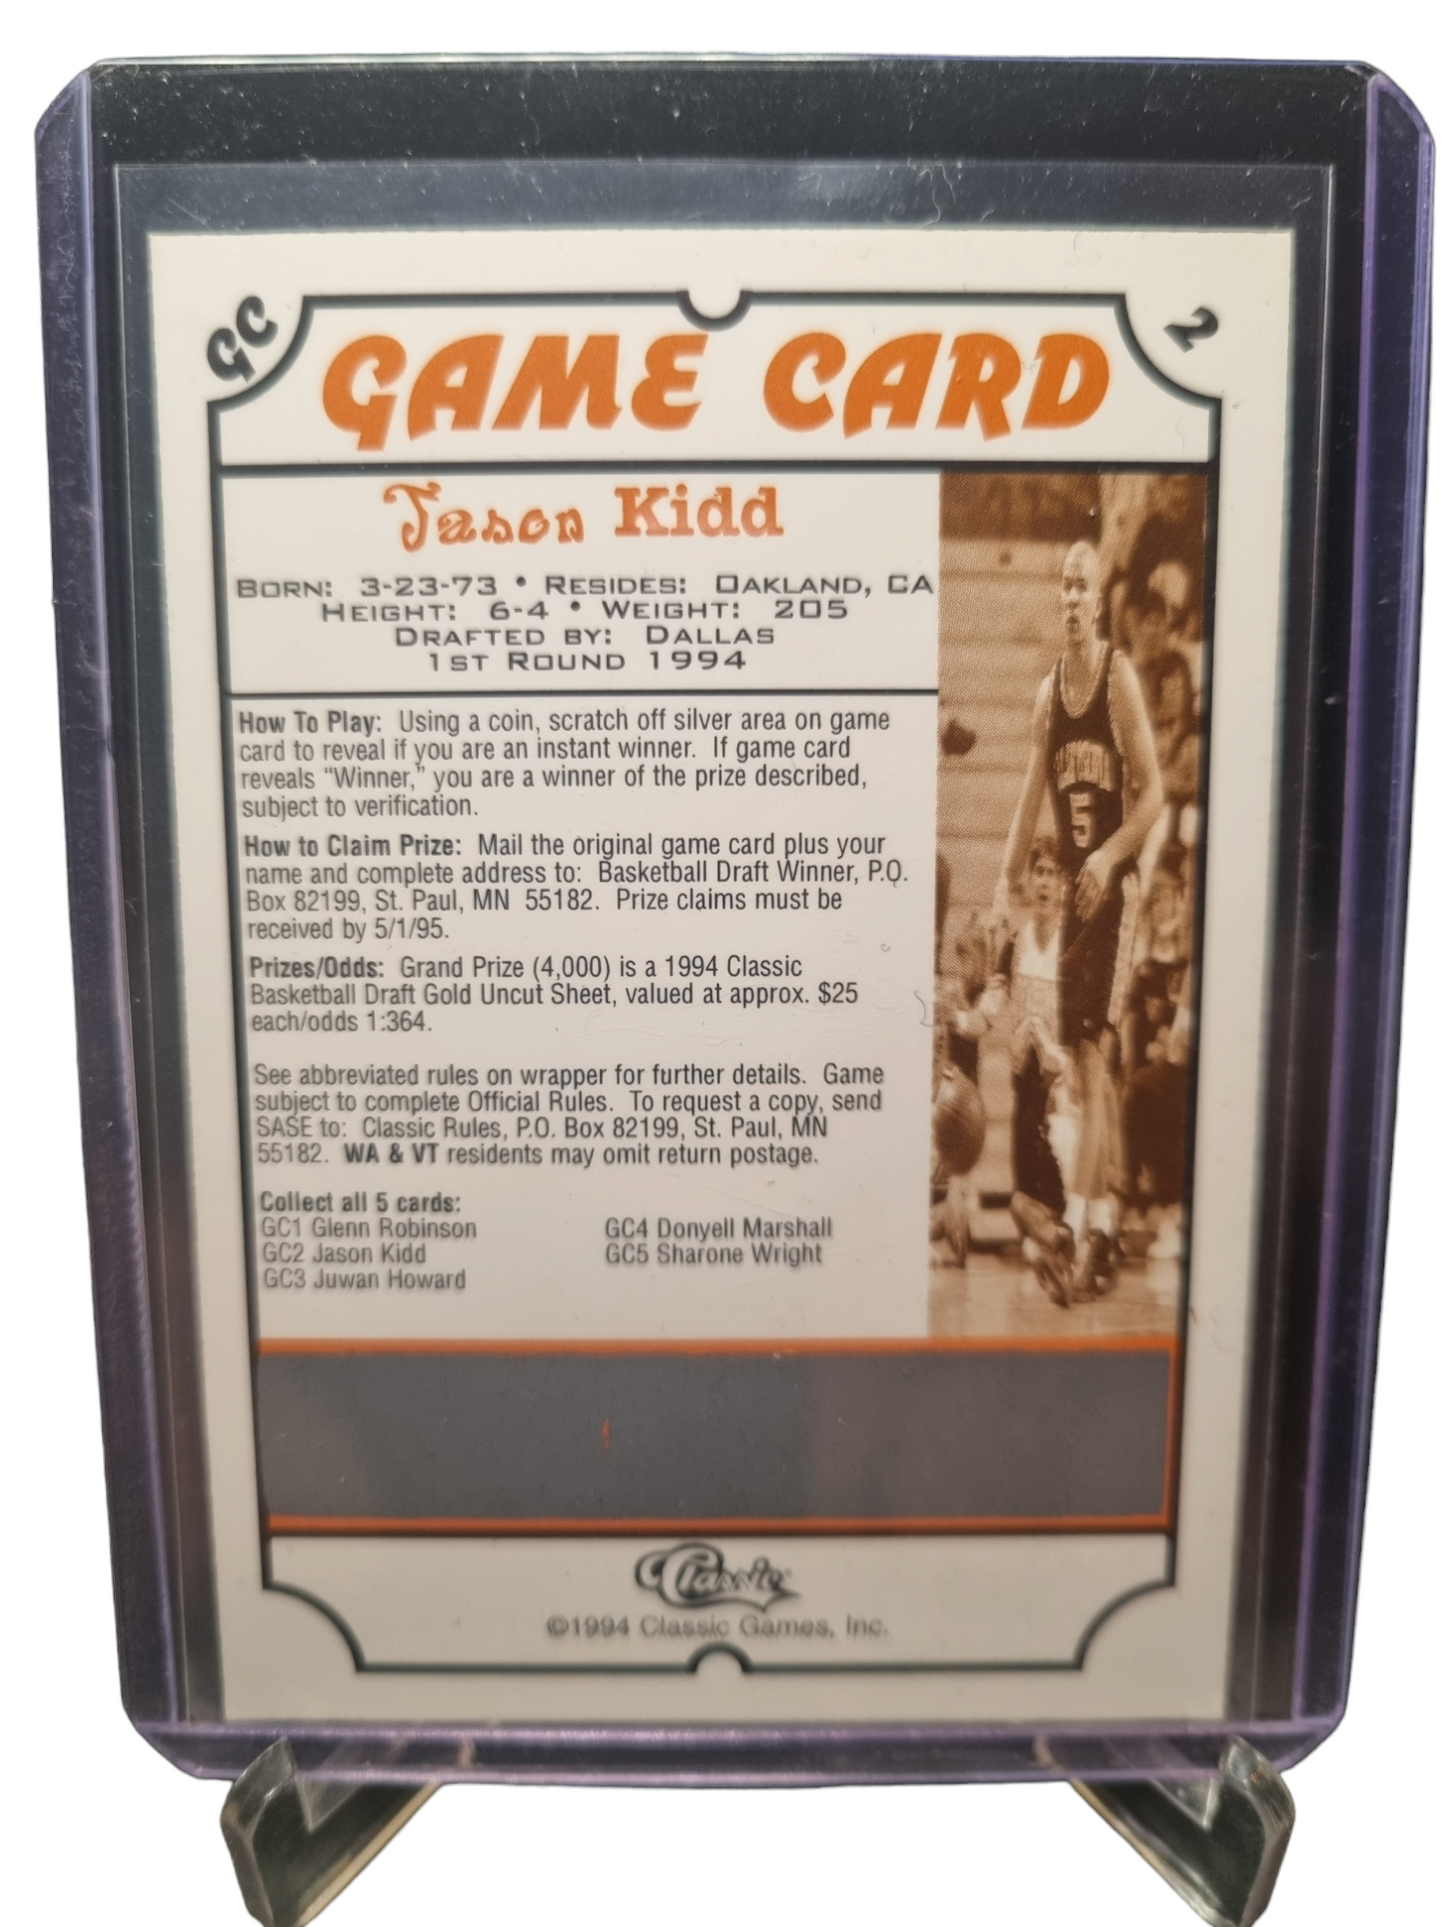 GC
2
GAME CARD
Jason Kidd
BORN: 3-23-73 • RESIDES: OAKLAND, CA
HEIGHT: 6-4 • WEIGHT: 205
DRAFTED BY: DALLAS
1ST ROUND 1994
How To Play: Using a coin, scratch off silver area on game
card to reveal if you are an instant winner. If game card
reveals “Winner,” you are a winner of the prize described,
subject to verification.
How to Claim Prize: Mail the original game card plus your
name and complete address to: Basketball Draft Winner, P.O.
Box 82199, St. Paul, MN 55182. Prize claims must be
received by 5/1/95.
Prizes/Odds: Grand Prize (4,000) is a 1994 Classic
Basketball Draft Gold Uncut Sheet, valued at approx. $25
each/odds 1:364.
See abbreviated rules on wrapper for further details. Game
subject to complete Official Rules. To request a copy, send
SASE to: Classic Rules, P.O. Box 82199, St. Paul, MN
55182. WA & VT residents may omit return postage.
Collect all 5 cards:
GC1 Glenn Robinson GC4 Donyell Marshall
GC2 Jason Kidd GC5 Sharone Wright
GC3 Juwan Howard
5
Classic
©1994 Classic Games, Inc.